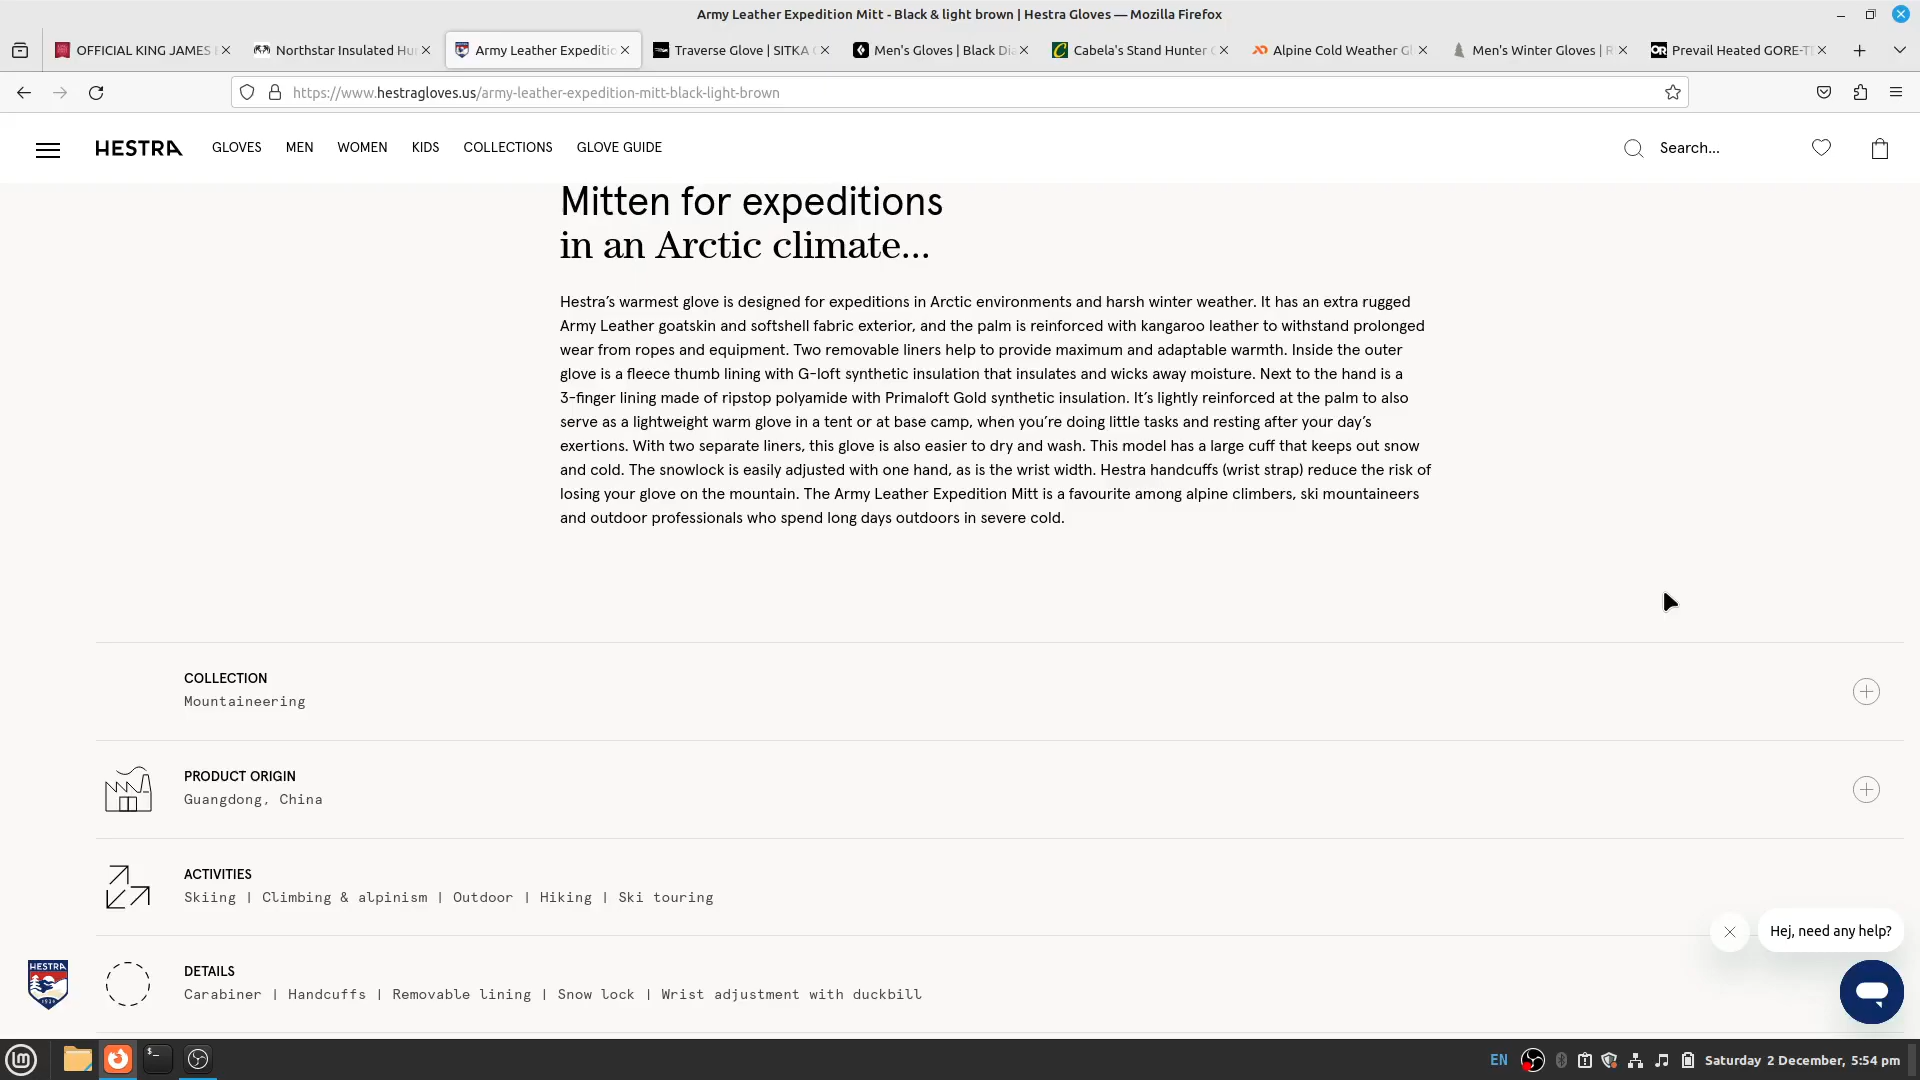 Army Leather Expedition Mitt - Black & light brown | Hestra Gloves — Mozilla Firefox
OFFICIAL KING JAMES
Northstar Insulated Hu
Army Leather Expeditio
Traverse Glove | SITKA
Men's Gloves | Black Di
Cabela's Stand Hunter
Alpine Cold Weather G
Men's Winter Gloves | R
OR
Prevail Heated GORE-T
https://www.hestragloves.us/army-leather-expedition-mitt-black-light-brown
HESTRA
GLOVES
MEN
WOMEN
KIDS
COLLECTIONS
GLOVE GUIDE
Search...
Mitten for expeditions
in an Arctic climate...
Hestra’s warmest glove is designed for expeditions in Arctic environments and harsh winter weather. It has an extra rugged
Army Leather goatskin and softshell fabric exterior, and the palm is reinforced with kangaroo leather to withstand prolonged
wear from ropes and equipment. Two removable liners help to provide maximum and adaptable warmth. Inside the outer
glove is a fleece thumb lining with G-loft synthetic insulation that insulates and wicks away moisture. Next to the hand is a
3-finger lining made of ripstop polyamide with Primaloft Gold synthetic insulation. It’s lightly reinforced at the palm to also
serve as a lightweight warm glove in a tent or at base camp, when you’re doing little tasks and resting after your day’s
exertions. With two separate liners, this glove is also easier to dry and wash. This model has a large cuff that keeps out snow
and cold. The snowlock is easily adjusted with one hand, as is the wrist width. Hestra handcuffs (wrist strap) reduce the risk of
losing your glove on the mountain. The Army Leather Expedition Mitt is a favourite among alpine climbers, ski mountaineers
and outdoor professionals who spend long days outdoors in severe cold.
COLLECTION
Mountaineering
PRODUCT ORIGIN
Guangdong, China
ACTIVITIES
Skiing | Climbing & alpinism | Outdoor | Hiking | Ski touring
Hej, need any help?
HESTRA
DETAILS
Carabiner | Handcuffs | Removable lining | Snow lock | Wrist adjustment with duckbill
EN
Saturday 2 December, 5:54 pm